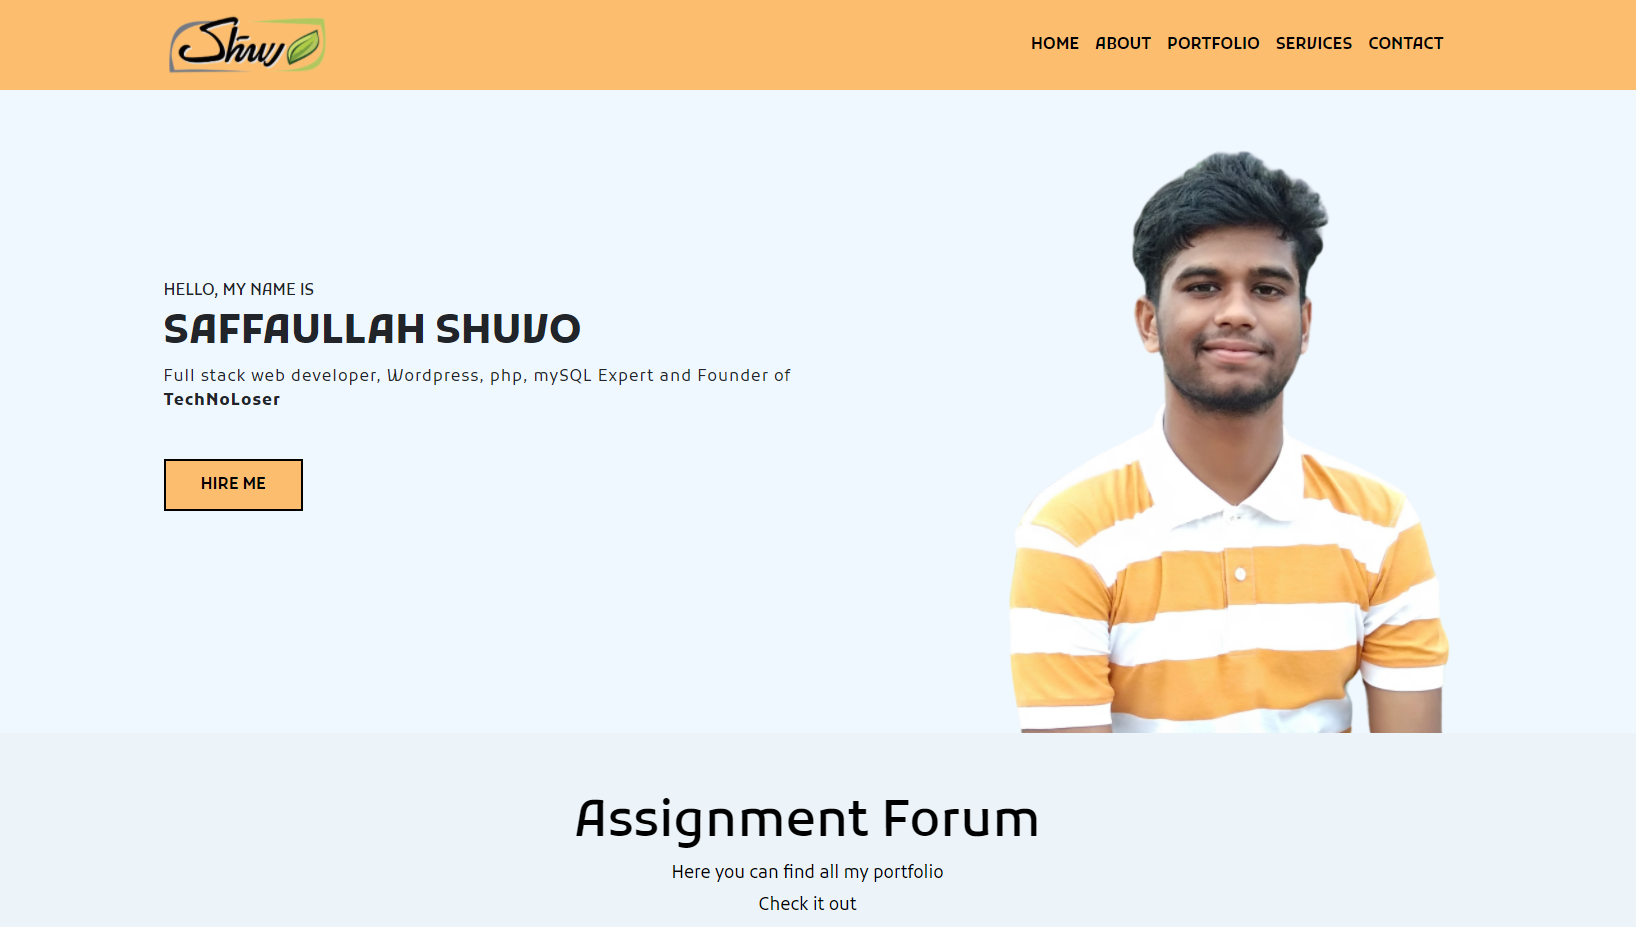 Shuvo
HOME ABOUT PORTFOLIO SERVICES CONTACT
HELLO, MY NAME IS
SAFFAULLAH SHUVO
Full stack web developer, Wordpress, php, mySQL Expert and Founder of
TechNoLoser
HIRE ME
Assignment Forum
Here you can find all my portfolio
Check it out